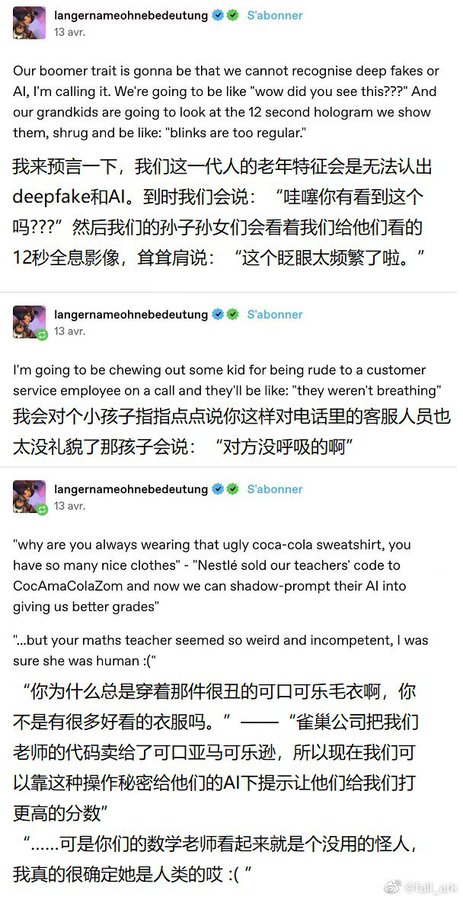 langernameohnebedeutung S'abonner
13 avr.
Our boomer trait is gonna be that we cannot recognise deep fakes or
AI, I'm calling it. We're going to be like "wow did you see this???" And
our grandkids are going to look at the 12 second hologram we show
them, shrug and be like: "blinks are too regular."
我来预言一下，我们这一代人的老年特征会是无法认出
deepfake和AI。到时我们会说：“哇噻你有看到这个
吗???”然后我们的孙子孙女们会看着我们给他们看的
12秒全息影像，耸耸肩说：“这个眨眼太频繁了啦。”
langernameohnebedeutung S'abonner
13 avr.
I'm going to be chewing out some kid for being rude to a customer
service employee on a call and they'll be like: "they weren't breathing"
我会对个小孩子指指点点说你这样对电话里的客服人员也
太没礼貌了那孩子会说：“对方没呼吸的啊”
langernameohnebedeutung S'abonner
13 avr.
"why are you always wearing that ugly coca-cola sweatshirt, you
have so many nice clothes" - "Nestlé sold our teachers' code to
CocAmaColaZom and now we can shadow-prompt their AI into
giving us better grades"
"...but your maths teacher seemed so weird and incompetent, I was
sure she was human :("
“你为什么总是穿着那件很丑的可口可乐毛衣啊，你
不是有很多好看的衣服吗。”——“雀巢公司把我们
老师的代码卖给了可口亚马可乐逊，所以现在我们可
以靠这种操作秘密给他们的AI下提示让他们给我们打
更高的分数”
“......可是你们的数学老师看起来就是个没用的怪人，
我真的很确定她是人类的哎 :( ”
@fall_ark